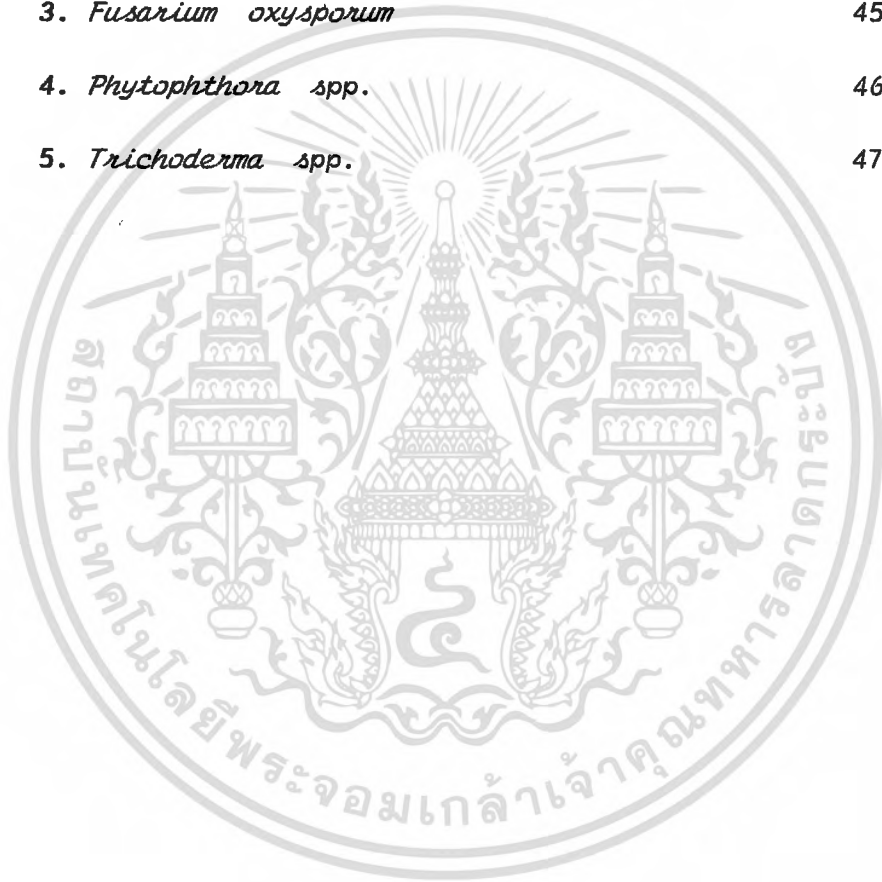 3. Fusarium oxysporum 45
4. Phytophthora spp. 46
5. Trichoderma spp. 47
สถาบันเทคโนโลยีพระจอมเกล้าเจ้าคุณทหารลาดกระบัง
๔